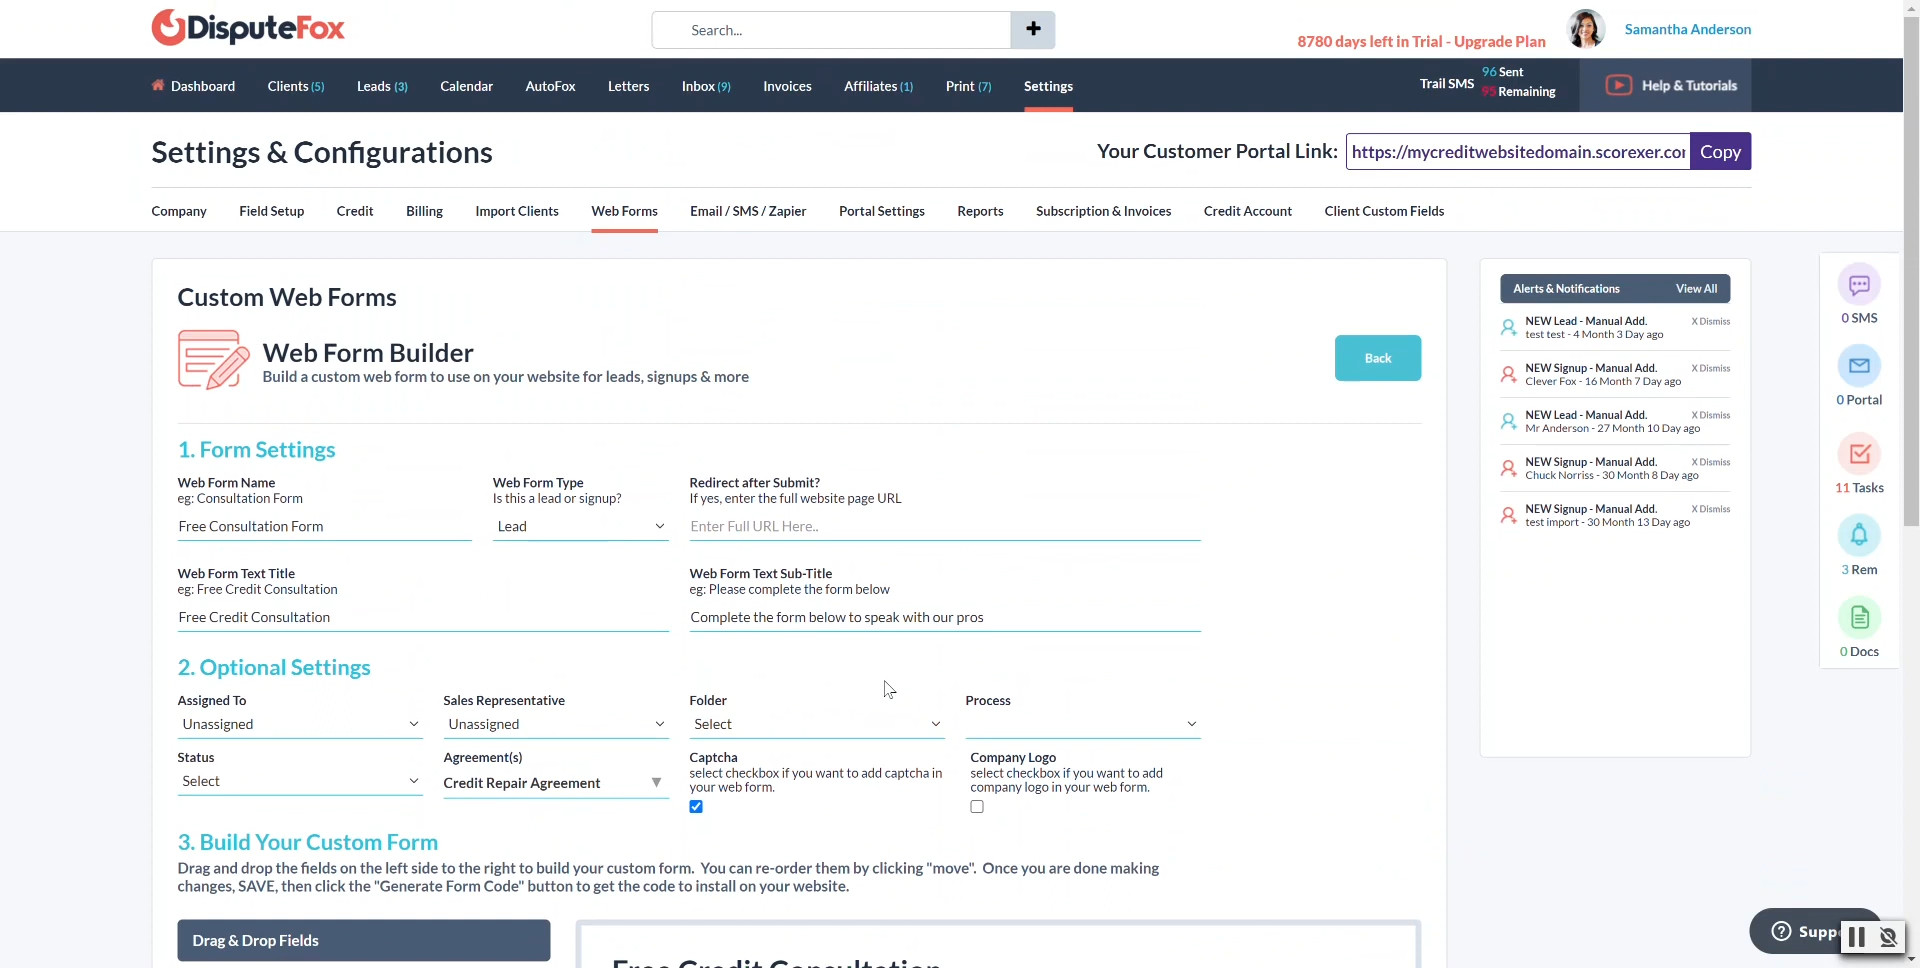 DisputeFox
Search...
+
8780 days left in Trial - Upgrade Plan
Samantha Anderson
Dashboard
Clients (5)
Leads (3)
Calendar
AutoFox
Letters
Inbox (9)
Invoices
Affiliates (1)
Print (7)
Settings
Trail SMS
96 Sent
95 Remaining
Help & Tutorials
Settings & Configurations
Your Customer Portal Link:
https://mycreditwebsitedomain.scorexer.co
Copy
Company
Field Setup
Credit
Billing
Import Clients
Web Forms
Email / SMS / Zapier
Portal Settings
Reports
Subscription & Invoices
Credit Account
Client Custom Fields
Custom Web Forms
Web Form Builder
Build a custom web form to use on your website for leads, signups & more
Back
1. Form Settings
Web Form Name
eg: Consultation Form
Free Consultation Form
Web Form Type
Is this a lead or signup?
Lead
Redirect after Submit?
If yes, enter the full website page URL
Enter Full URL Here..
Web Form Text Title
eg: Free Credit Consultation
Free Credit Consultation
Web Form Text Sub-Title
eg: Please complete the form below
Complete the form below to speak with our pros
2. Optional Settings
Assigned To
Unassigned
Sales Representative
Unassigned
Folder
Select
Process
Status
Select
Agreement(s)
Credit Repair Agreement
Captcha
select checkbox if you want to add captcha in
your web form.
Company Logo
select checkbox if you want to add
company logo in your web form.
3. Build Your Custom Form
Drag and drop the fields on the left side to the right to build your custom form. You can re-order them by clicking "move". Once you are done making
changes, SAVE, then click the "Generate Form Code" button to get the code to install on your website.
Drag & Drop Fields
Free Credit Consultation
Alerts & Notifications
View All
NEW Lead - Manual Add.
X Dismiss
test test - 4 Month 3 Day ago
NEW Signup - Manual Add.
X Dismiss
Clever Fox - 16 Month 7 Day ago
NEW Lead - Manual Add.
X Dismiss
Mr Anderson - 27 Month 10 Day ago
NEW Signup - Manual Add.
X Dismiss
Chuck Norriss - 30 Month 8 Day ago
NEW Signup - Manual Add.
X Dismiss
test import - 30 Month 13 Day ago
0 SMS
0 Portal
11 Tasks
3 Rem
0 Docs
Supp